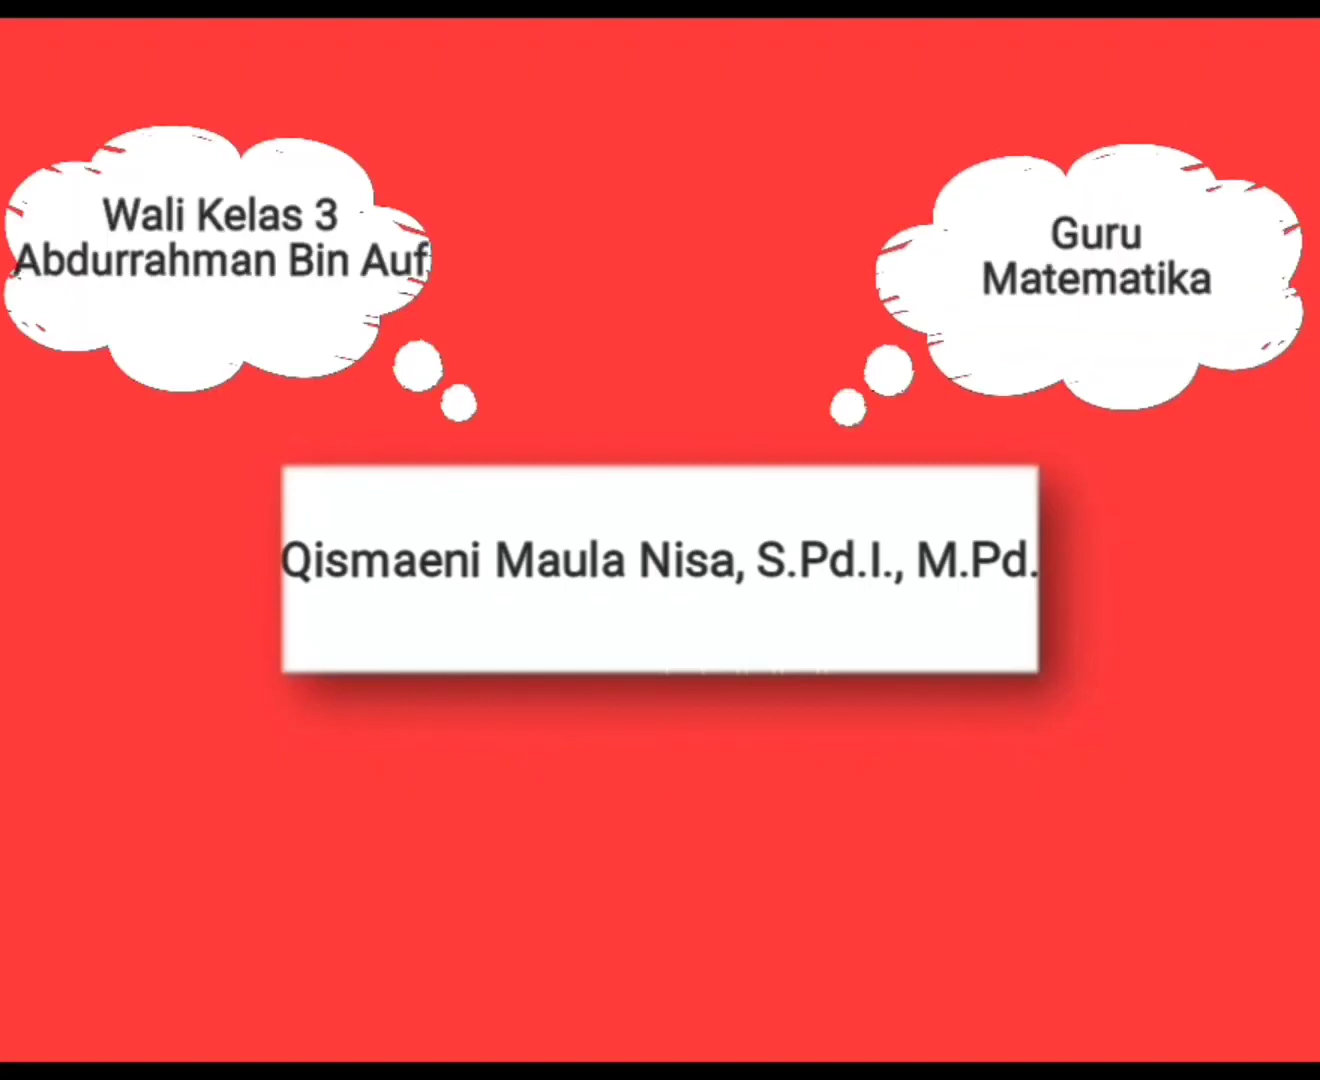 Wali Kelas 3
Abdurrahman Bin Auf
Guru
Matematika
Qismaeni Maula Nisa, S.Pd.I., M.Pd.